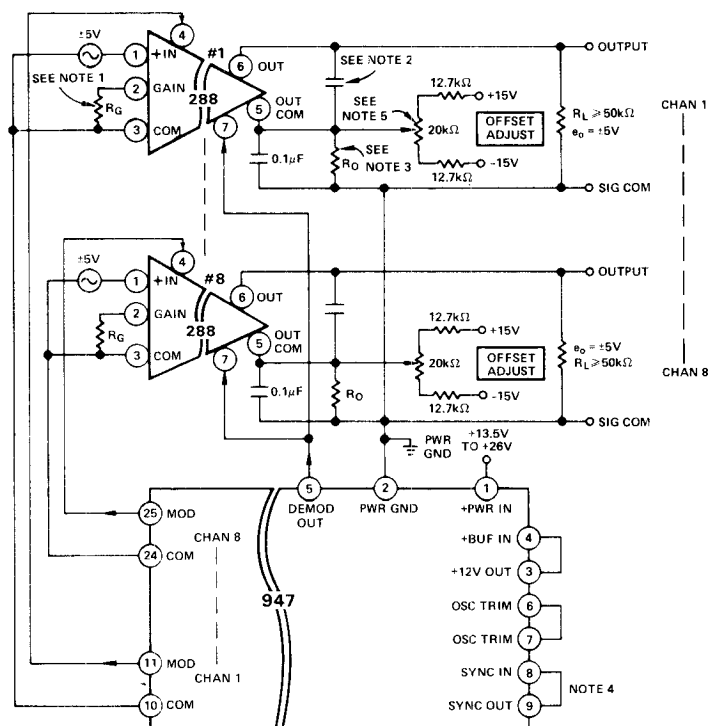 ±5V
4
#1
1
+IN
6
OUT
OUTPUT
SEE NOTE 1
2
GAIN
288
5
OUT
COM
SEE NOTE 2
12.7kΩ
+15V
RG
3
COM
7
SEE
NOTE 5
20kΩ
OFFSET
ADJUST
RL ⩾ 50kΩ
eo = ±5V
CHAN 1
0.1μF
RO
SEE
NOTE 3
12.7kΩ
-15V
SIG COM
±5V
4
#8
1
+IN
6
OUT
OUTPUT
2
GAIN
288
5
OUT
COM
12.7kΩ
+15V
RG
3
COM
7
20kΩ
OFFSET
ADJUST
eo = ±5V
RL ⩾ 50kΩ
CHAN 8
0.1μF
RO
12.7kΩ
-15V
SIG COM
PWR
GND
+13.5V
TO +26V
5
DEMOD
OUT
2
PWR GND
1
+PWR IN
25
MOD
CHAN 8
+BUF IN
4
24
COM
+12V OUT
3
947
OSC TRIM
6
OSC TRIM
7
11
MOD
CHAN 1
SYNC IN
8
NOTE 4
10
COM
SYNC OUT
9